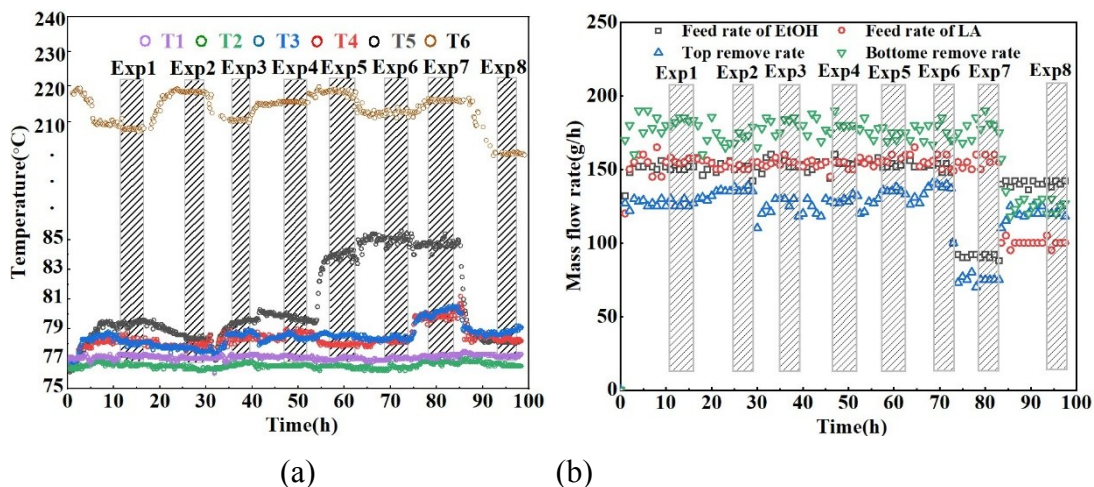 240
230
220
210
85
83
81
79
77
75
0 10 20 30 40 50 60 70 80 90 100
Temperature(°C)
Time(h)
T1 T2 T3 T4 T5 T6
Exp1 Exp2 Exp3 Exp4 Exp5 Exp6 Exp7 Exp8
(a)
250
200
150
100
50
0
0 10 20 30 40 50 60 70 80 90 100
Mass flow rate(g/h)
Time(h)
Feed rate of EtOH Feed rate of LA
Top remove rate Bottome remove rate
Exp1 Exp2 Exp3 Exp4 Exp5 Exp6 Exp7 Exp8
(b)